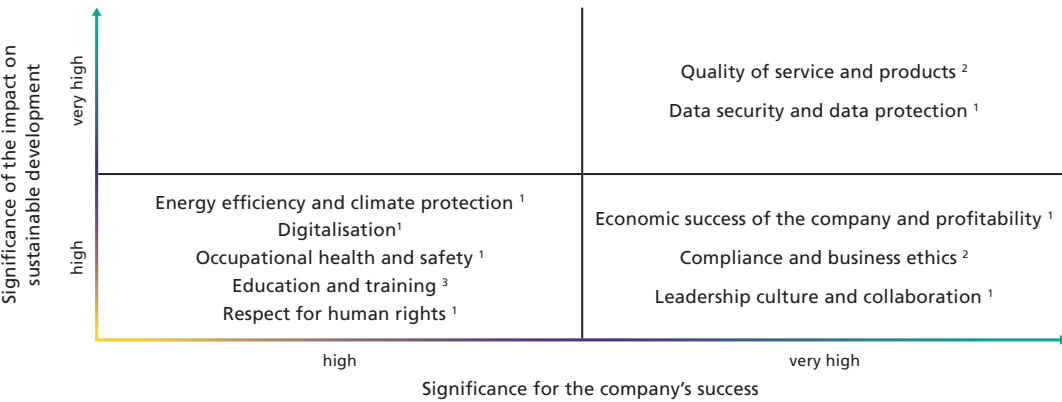 Significance of the impact on
sustainable development
very high
high
Quality of service and products ²
Data security and data protection ¹
Energy efficiency and climate protection ¹
Digitalisation¹
Occupational health and safety ¹
Education and training ³
Respect for human rights ¹
Economic success of the company and profitability ¹
Compliance and business ethics ²
Leadership culture and collaboration ¹
high
very high
Significance for the company’s success